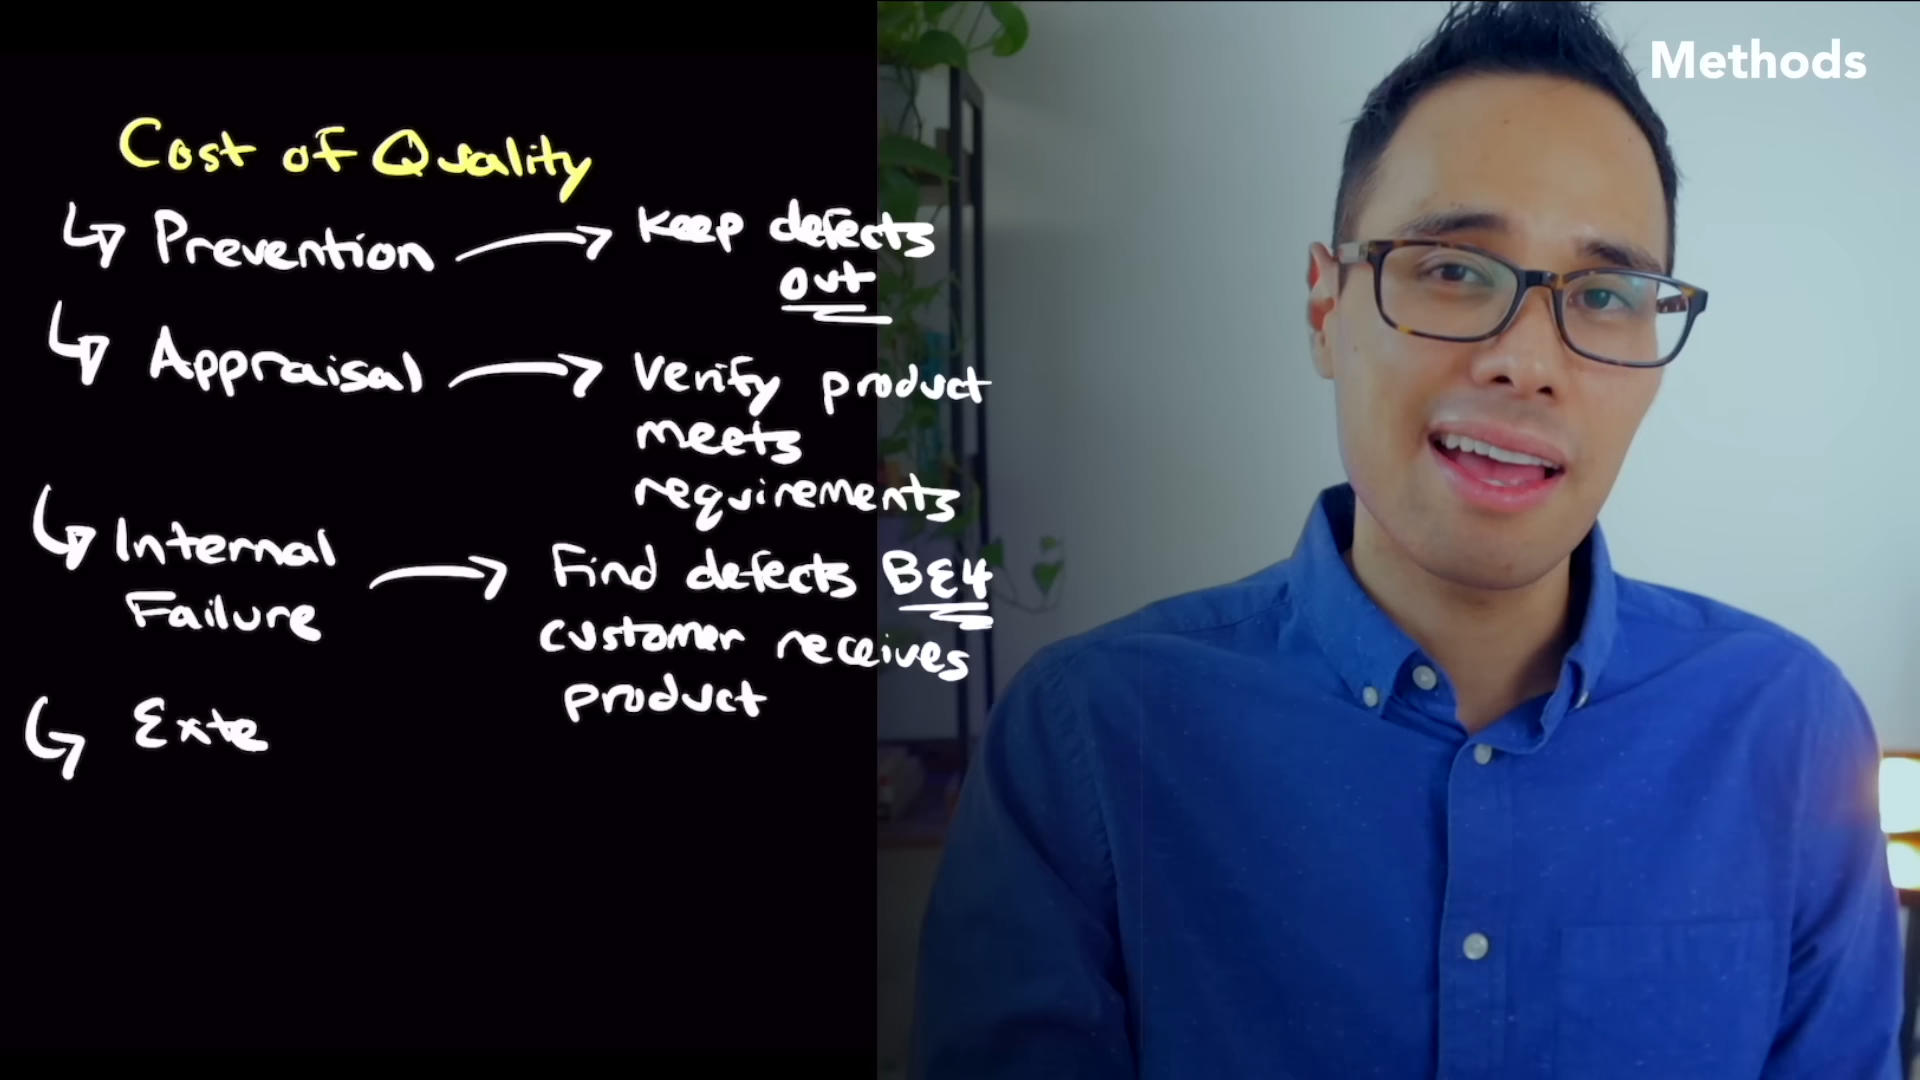 Methods
Cost of Quality
Prevention → Keep defects
out
Appraisal → Verify product
meets
requirements
Internal → Find defects B&4
Failure customer receives
product
Exte